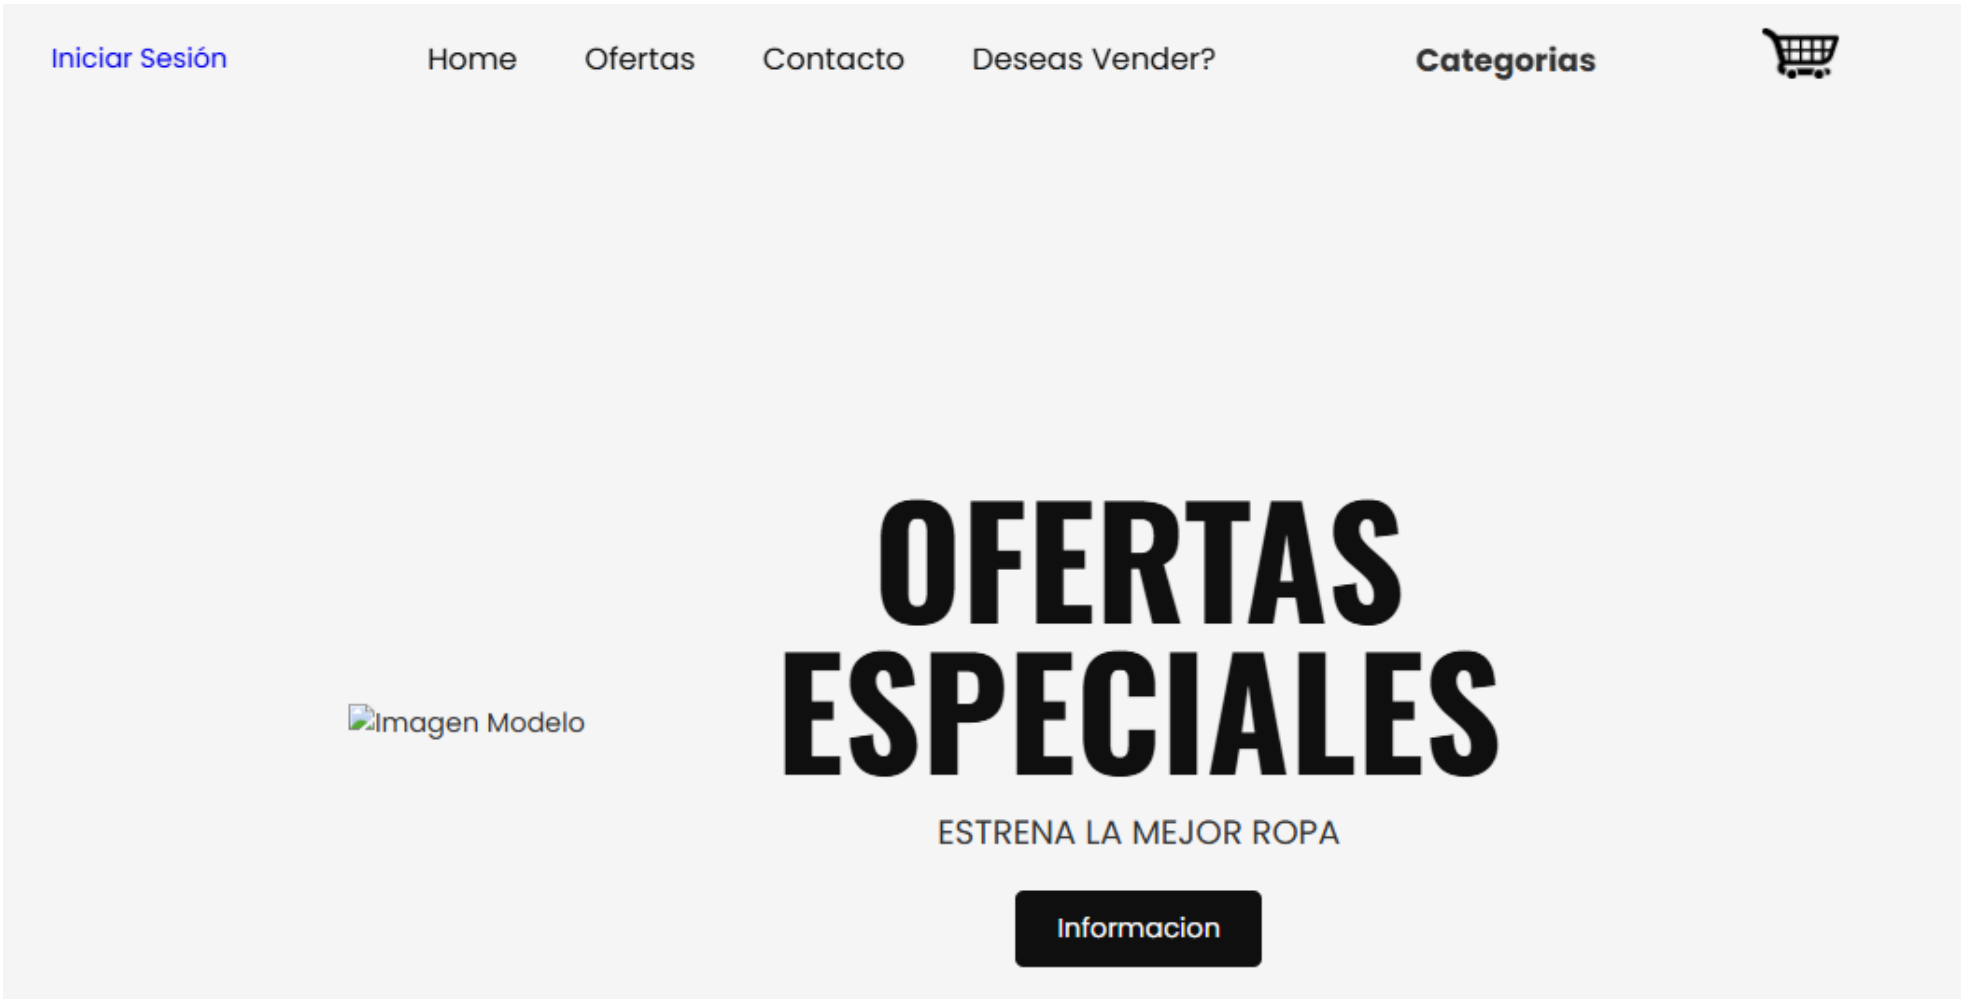 Iniciar Sesión Home Ofertas Contacto Deseas Vender? Categorias
OFERTAS
ESPECIALES
Imagen Modelo
ESTRENA LA MEJOR ROPA
Informacion